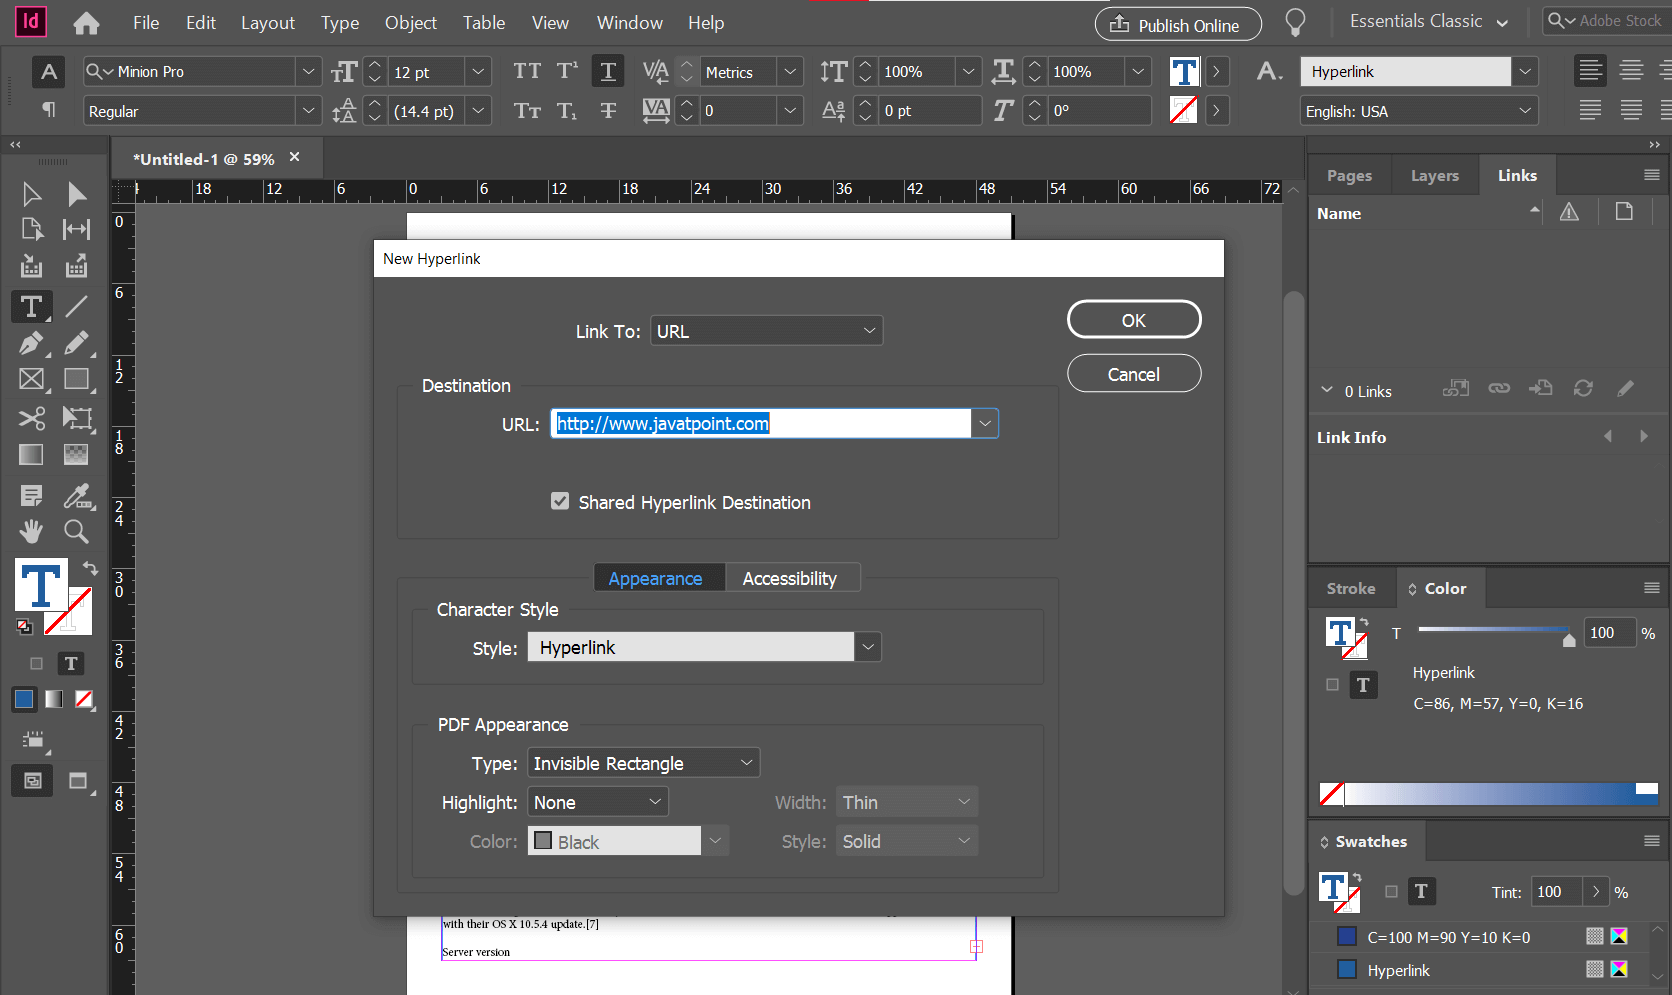 Id File Edit Layout Type Object Table View Window Help Publish Online Essentials Classic Adobe Stock
A Minion Pro 12 pt Metrics 100% 100% Hyperlink
Regular (14.4 pt) 0 0 pt 0° English: USA
*Untitled-1 @ 59%
18 12 6 0 6 12 18 24 30 36 42 48 54 60 66 72
0
6
12
18
24
30
36
42
48
54
60
New Hyperlink
Link To: URL
OK
Cancel
Destination
URL: http://www.javatpoint.com
Shared Hyperlink Destination
Appearance Accessibility
Character Style
Style: Hyperlink
PDF Appearance
Type: Invisible Rectangle
Highlight: None Width: Thin
Color: Black Style: Solid
with their OS X 10.5.4 update.[7]
Server version
Pages Layers Links
Name
0 Links
Link Info
Stroke Color
T 100 %
Hyperlink
C=86, M=57, Y=0, K=16
Swatches
T Tint: 100 %
C=100 M=90 Y=10 K=0
Hyperlink